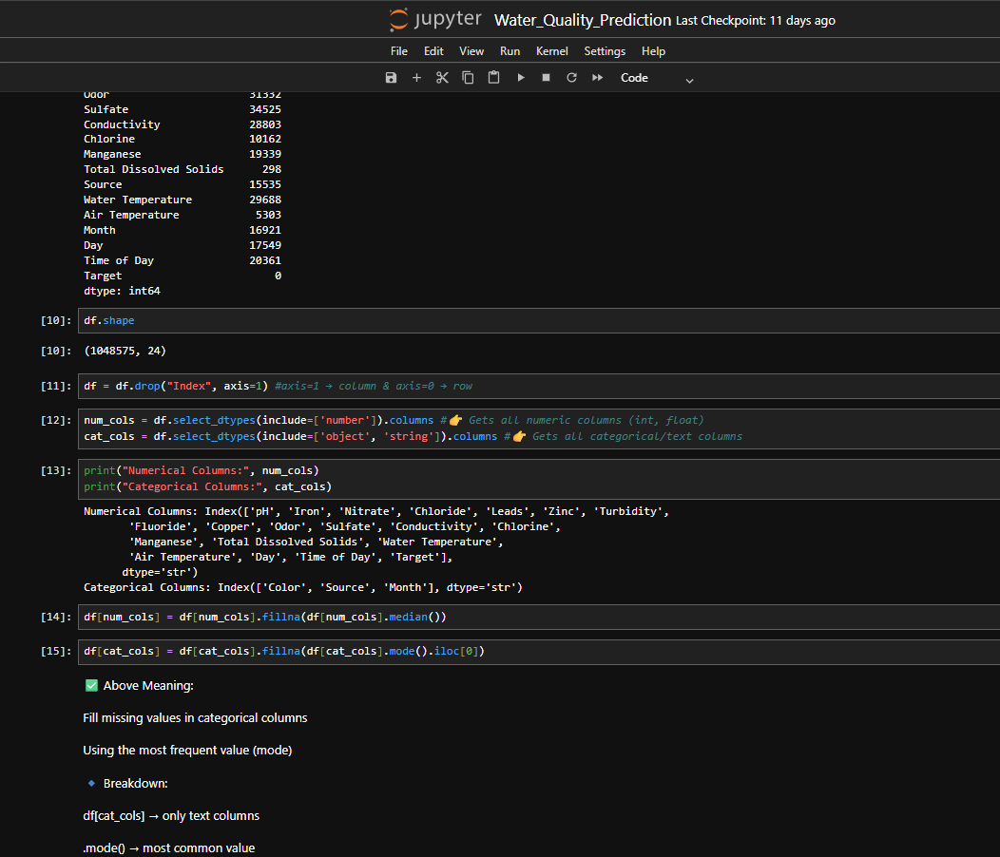 jupyter Water_Quality_Prediction Last Checkpoint: 11 days ago
File Edit View Run Kernel Settings Help
Code
Odor 31332
Sulfate 34525
Conductivity 28803
Chlorine 10162
Manganese 19339
Total Dissolved Solids 298
Source 15535
Water Temperature 29688
Air Temperature 5303
Month 16921
Day 17549
Time of Day 20361
Target 0
dtype: int64
[10]: df.shape
[10]: (1048575, 24)
[11]: df = df.drop("Index", axis=1) #axis=1 → column & axis=0 → row
[12]: num_cols = df.select_dtypes(include=['number']).columns #👉 Gets all numeric columns (int, float)
cat_cols = df.select_dtypes(include=['object', 'string']).columns #👉 Gets all categorical/text columns
[13]: print("Numerical Columns:", num_cols)
print("Categorical Columns:", cat_cols)
Numerical Columns: Index(['pH', 'Iron', 'Nitrate', 'Chloride', 'Leads', 'Zinc', 'Turbidity',
'Fluoride', 'Copper', 'Odor', 'Sulfate', 'Conductivity', 'Chlorine',
'Manganese', 'Total Dissolved Solids', 'Water Temperature',
'Air Temperature', 'Day', 'Time of Day', 'Target'],
dtype='str')
Categorical Columns: Index(['Color', 'Source', 'Month'], dtype='str')
[14]: df[num_cols] = df[num_cols].fillna(df[num_cols].median())
[15]: df[cat_cols] = df[cat_cols].fillna(df[cat_cols].mode().iloc[0])
✅ Above Meaning:
Fill missing values in categorical columns
Using the most frequent value (mode)
🔹 Breakdown:
df[cat_cols] → only text columns
.mode() → most common value